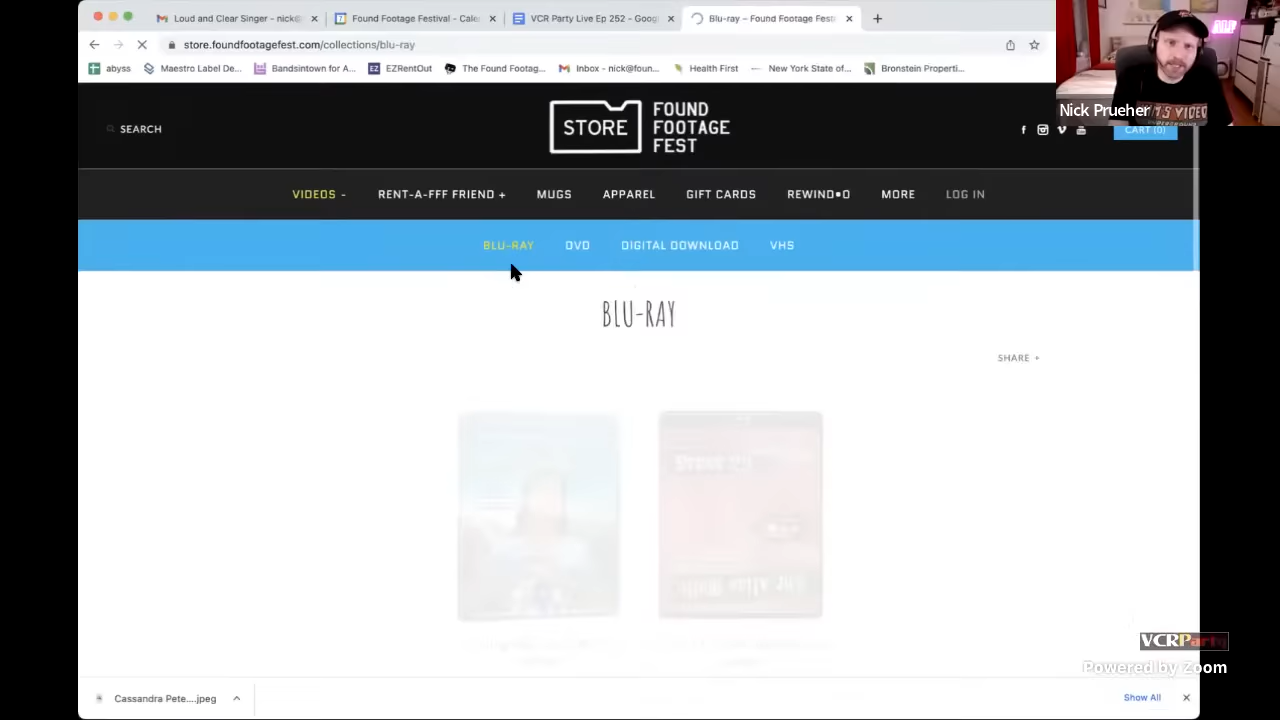 Loud and Clear Singer - nick@
Found Footage Festival - Cale
VCR Party Live Ep 252 - Goog
Blu-ray – Found Footage Festi
store.foundfootagefest.com/collections/blu-ray
abyss
Maestro Label De...
Bandsintown for A...
EZRentOut
The Found Footag...
Inbox - nick@foun...
Health First
New York State of...
Bronstein Properti...
Nick Prueher
SEARCH
STORE
FOUND
FOOTAGE
FEST
CART (0)
VIDEOS -
RENT-A-FFF FRIEND +
MUGS
APPAREL
GIFT CARDS
REWIND•O
MORE
LOG IN
BLU-RAY
DVD
DIGITAL DOWNLOAD
VHS
BLU-RAY
SHARE +
VCRParty
Powered by Zoom
Cassandra Pete....jpeg
Show All